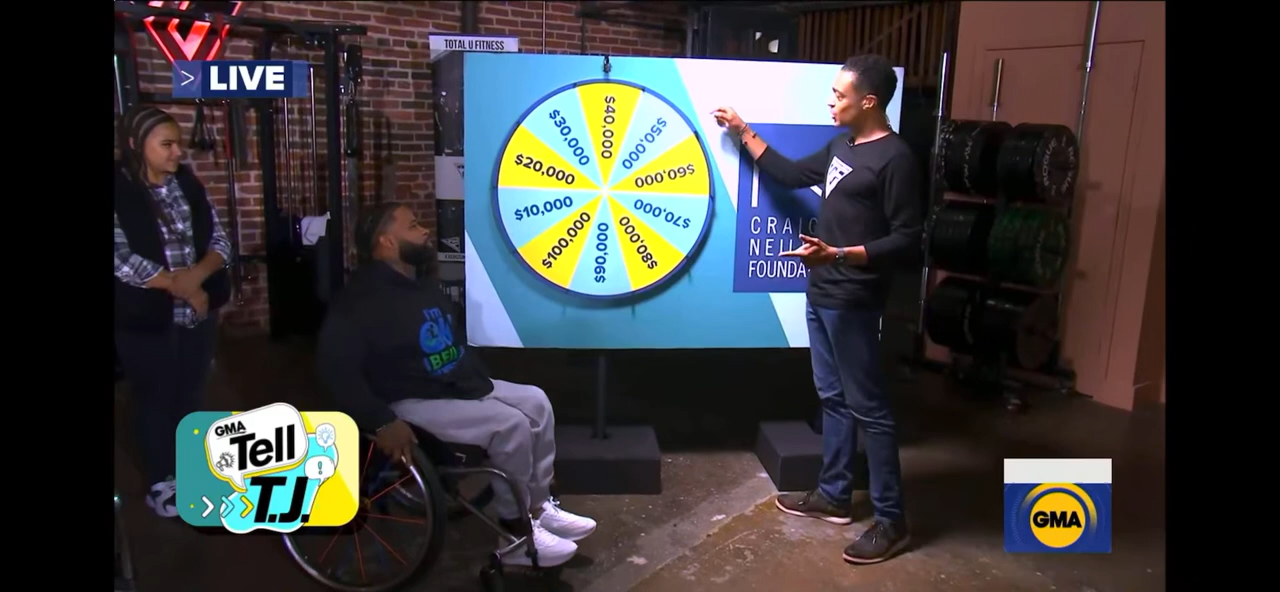 TOTAL U FITNESS
> LIVE
$40,000
$50,000
$60,000
$70,000
$80,000
$90,000
$100,000
$10,000
$20,000
$30,000
CRAIG
NEIL
FOUNDA
I'M
BEII
GMA
Tell
T.J.
GMA